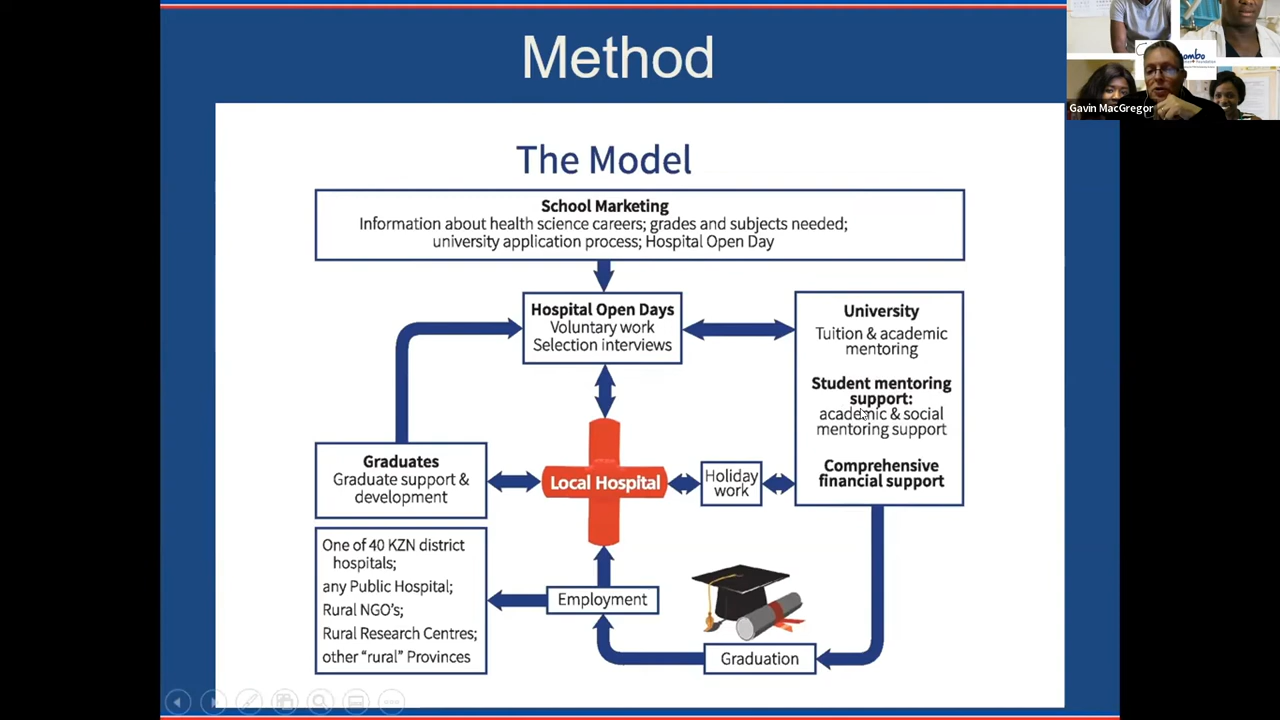 Method
The Model
School Marketing
Information about health science careers; grades and subjects needed;
university application process; Hospital Open Day
Hospital Open Days
Voluntary work
Selection interviews
University
Tuition & academic
mentoring
Student mentoring
support:
academic & social
mentoring support
Comprehensive
financial support
Graduates
Graduate support &
development
Local Hospital
Holiday
work
One of 40 KZN district
hospitals;
any Public Hospital;
Rural NGO's;
Rural Research Centres;
other “rural” Provinces
Employment
Graduation
Gavin MacGregor